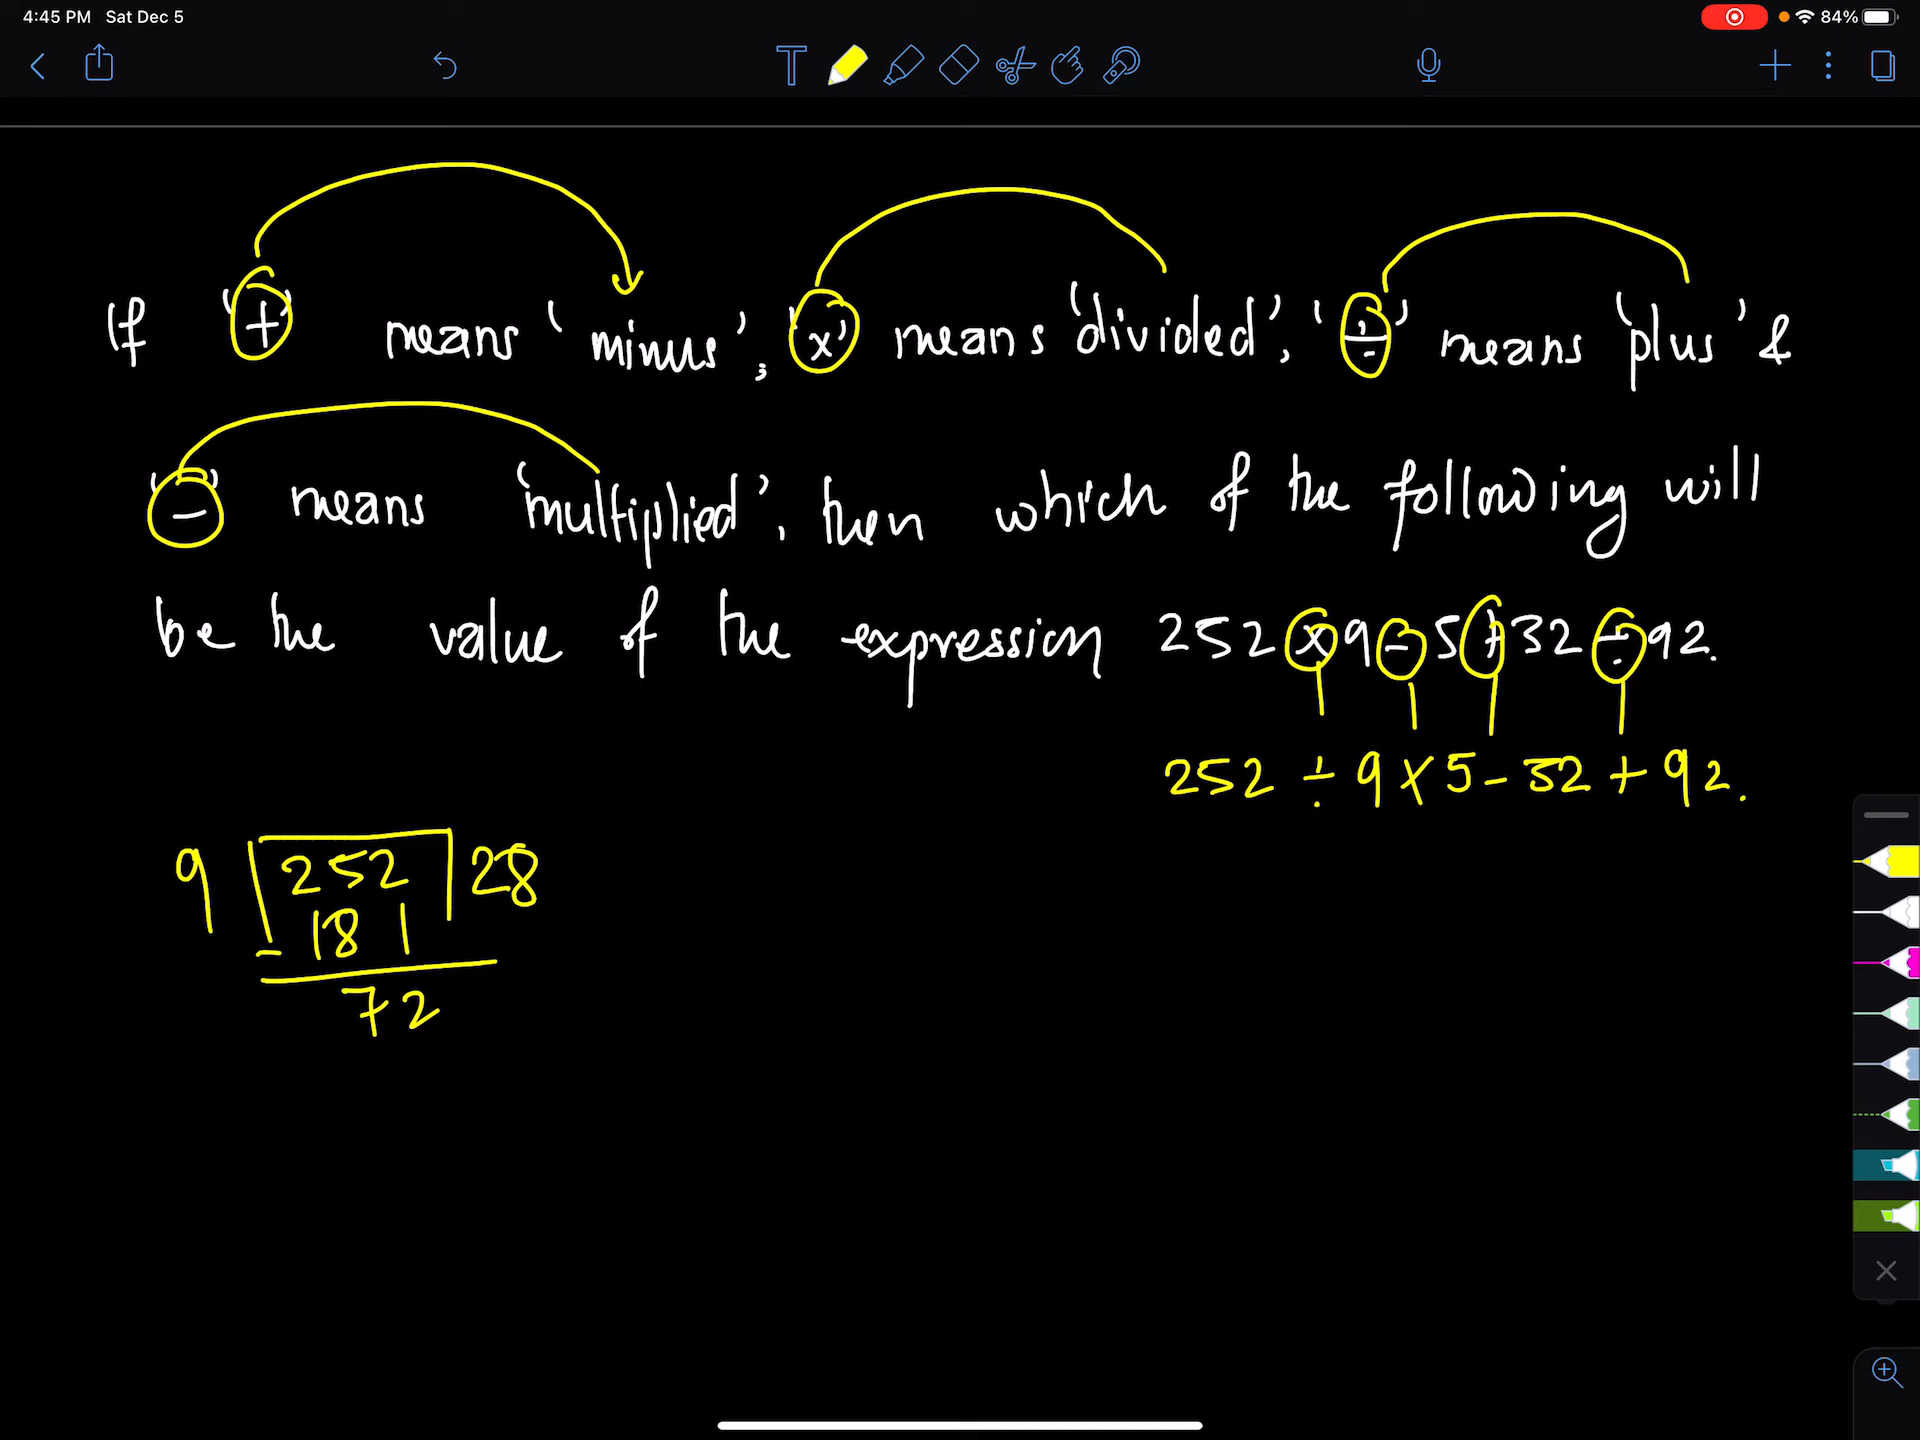 4:45 PM Sat Dec 5
84%
T
If '+' means 'minus', 'x' means 'divided', '÷' means 'plus' &
'-' means 'multiplied', then which of the following will
be the value of the expression 252 x 9 - 5 + 32 ÷ 92.
252 ÷ 9 x 5 - 32 + 92.
9 252 28
- 18 ↓
72